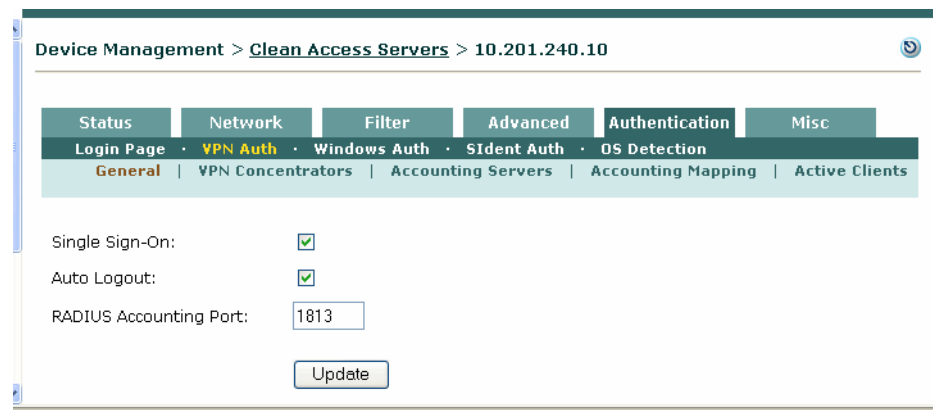 Device Management > Clean Access Servers > 10.201.240.10
Status Network Filter Advanced Authentication Misc
Login Page · VPN Auth · Windows Auth · SIdent Auth · OS Detection
General | VPN Concentrators | Accounting Servers | Accounting Mapping | Active Clients
Single Sign-On:
Auto Logout:
RADIUS Accounting Port: 1813
Update